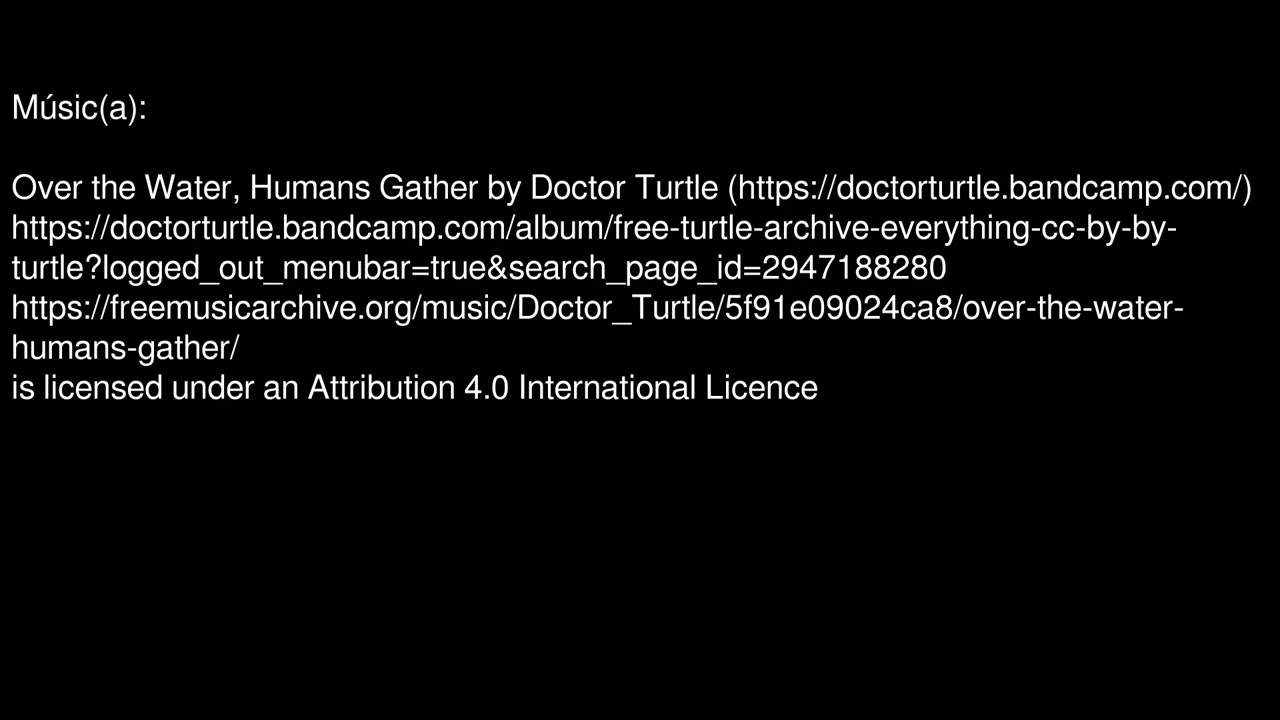 Músic(a):
Over the Water, Humans Gather by Doctor Turtle (https://doctorturtle.bandcamp.com/)
https://doctorturtle.bandcamp.com/album/free-turtle-archive-everything-cc-by-by-
turtle?logged_out_menubar=true&search_page_id=2947188280
https://freemusicarchive.org/music/Doctor_Turtle/5f91e09024ca8/over-the-water-
humans-gather/
is licensed under an Attribution 4.0 International Licence